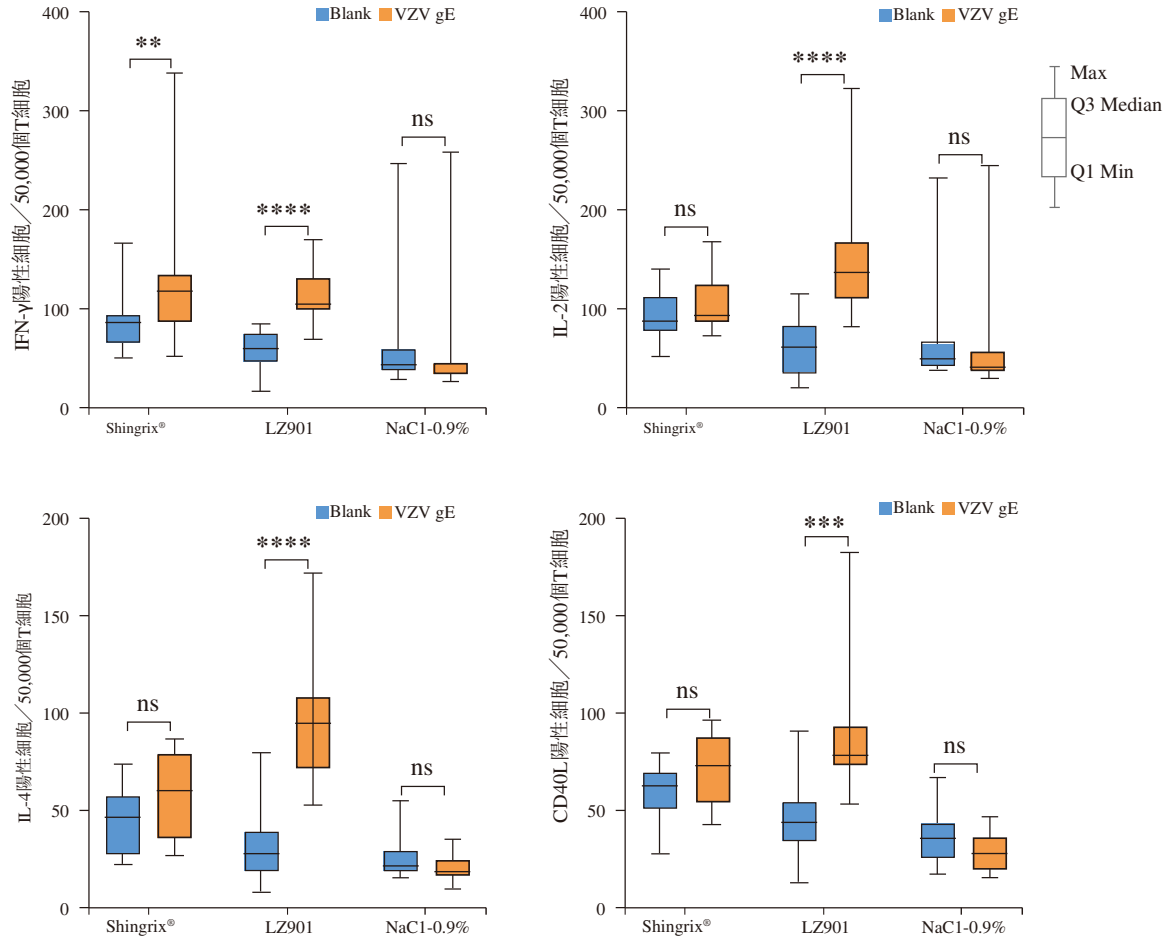 Blank VZV gE
IFN-γ陽性細胞／50,000個T細胞
400
300
200
100
0
**
****
ns
Shingrix®
LZ901
NaC1-0.9%
Blank VZV gE
IL-2陽性細胞／50,000個T細胞
400
300
200
100
0
ns
****
ns
Shingrix®
LZ901
NaC1-0.9%
Max
Q3 Median
Q1 Min
Blank VZV gE
IL-4陽性細胞／50,000個T細胞
200
150
100
50
0
ns
****
ns
Shingrix®
LZ901
NaC1-0.9%
Blank VZV gE
CD40L陽性細胞／50,000個T細胞
200
150
100
50
0
ns
***
ns
Shingrix®
LZ901
NaC1-0.9%